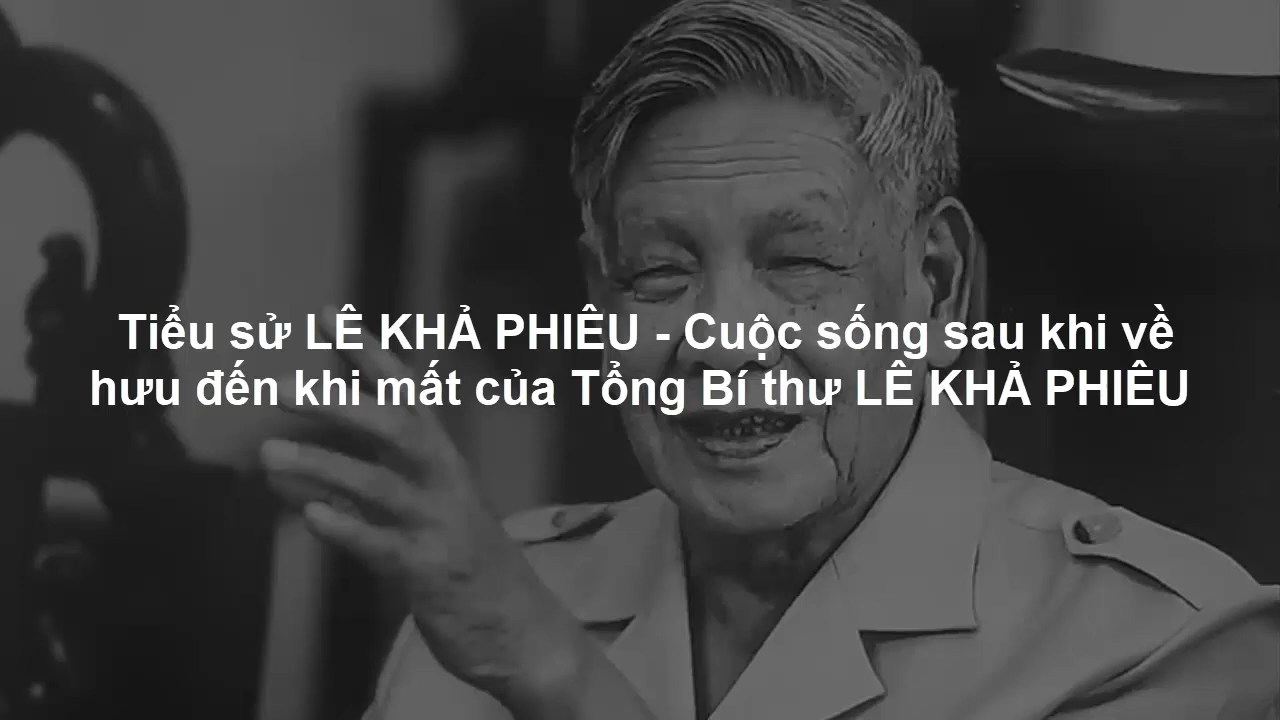 Tiểu sử LÊ KHẢ PHIÊU - Cuộc sống sau khi về
hưu đến khi mất của Tổng Bí thư LÊ KHẢ PHIÊU